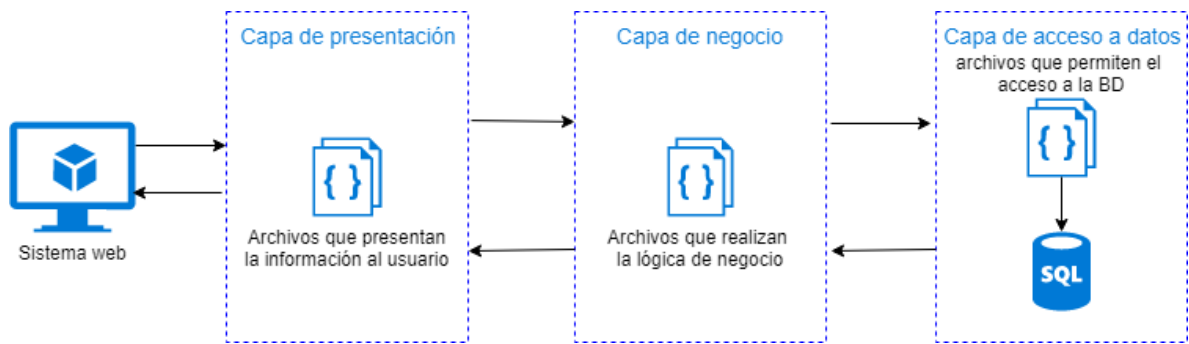 Capa de presentación
Capa de negocio
Capa de acceso a datos
archivos que permiten el
acceso a la BD
{ }
{ }
{ }
Sistema web
Archivos que presentan
la información al usuario
Archivos que realizan
la lógica de negocio
SQL